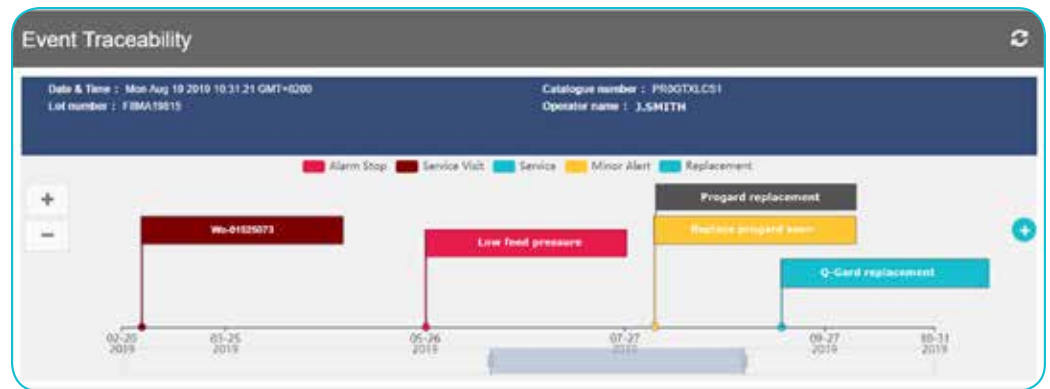 Event Traceability
Date & Time : Mon Aug 19 2019 10:31:21 GMT+0200
Catalogue number : PR0GTXLCS1
Lot number : F8MA19815
Operator name : J.SMITH
Alarm Stop Service Visit Service Minor Alert Replacement
+
Progard replacement
−
Wo-01525073
Replace progard soon
Low feed pressure
Q-Gard replacement
02-20 03-25 05-26 07-27 09-27 10-31
2019 2019 2019 2019 2019 2019